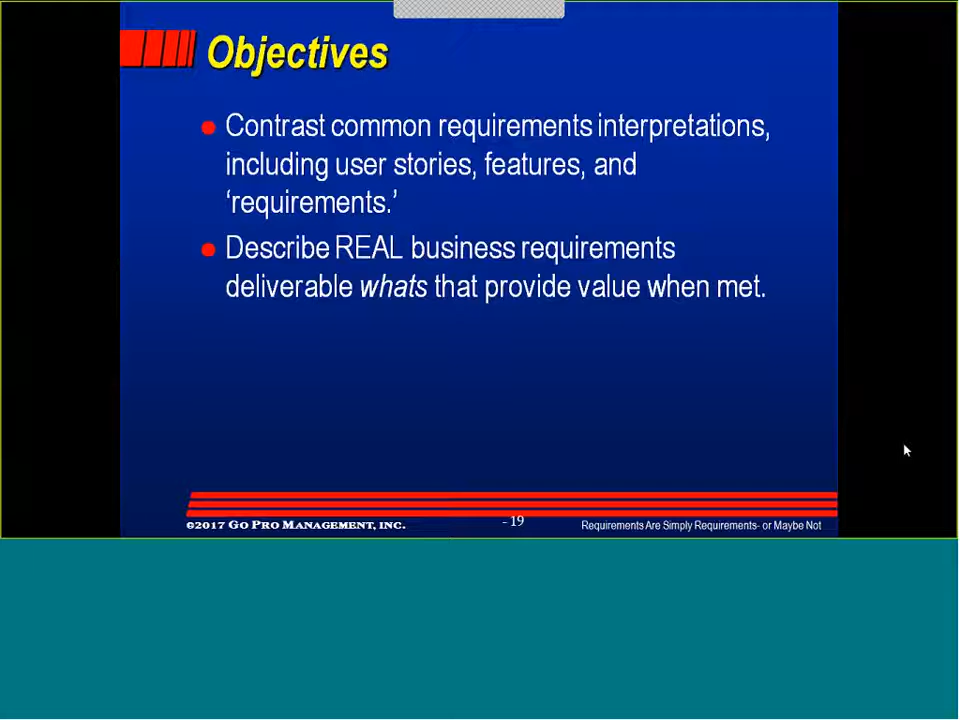 Objectives
Contrast common requirements interpretations,
including user stories, features, and
‘requirements.’
Describe REAL business requirements
deliverable whats that provide value when met.
©2017 GO PRO MANAGEMENT, INC.
- 19
Requirements Are Simply Requirements- or Maybe Not